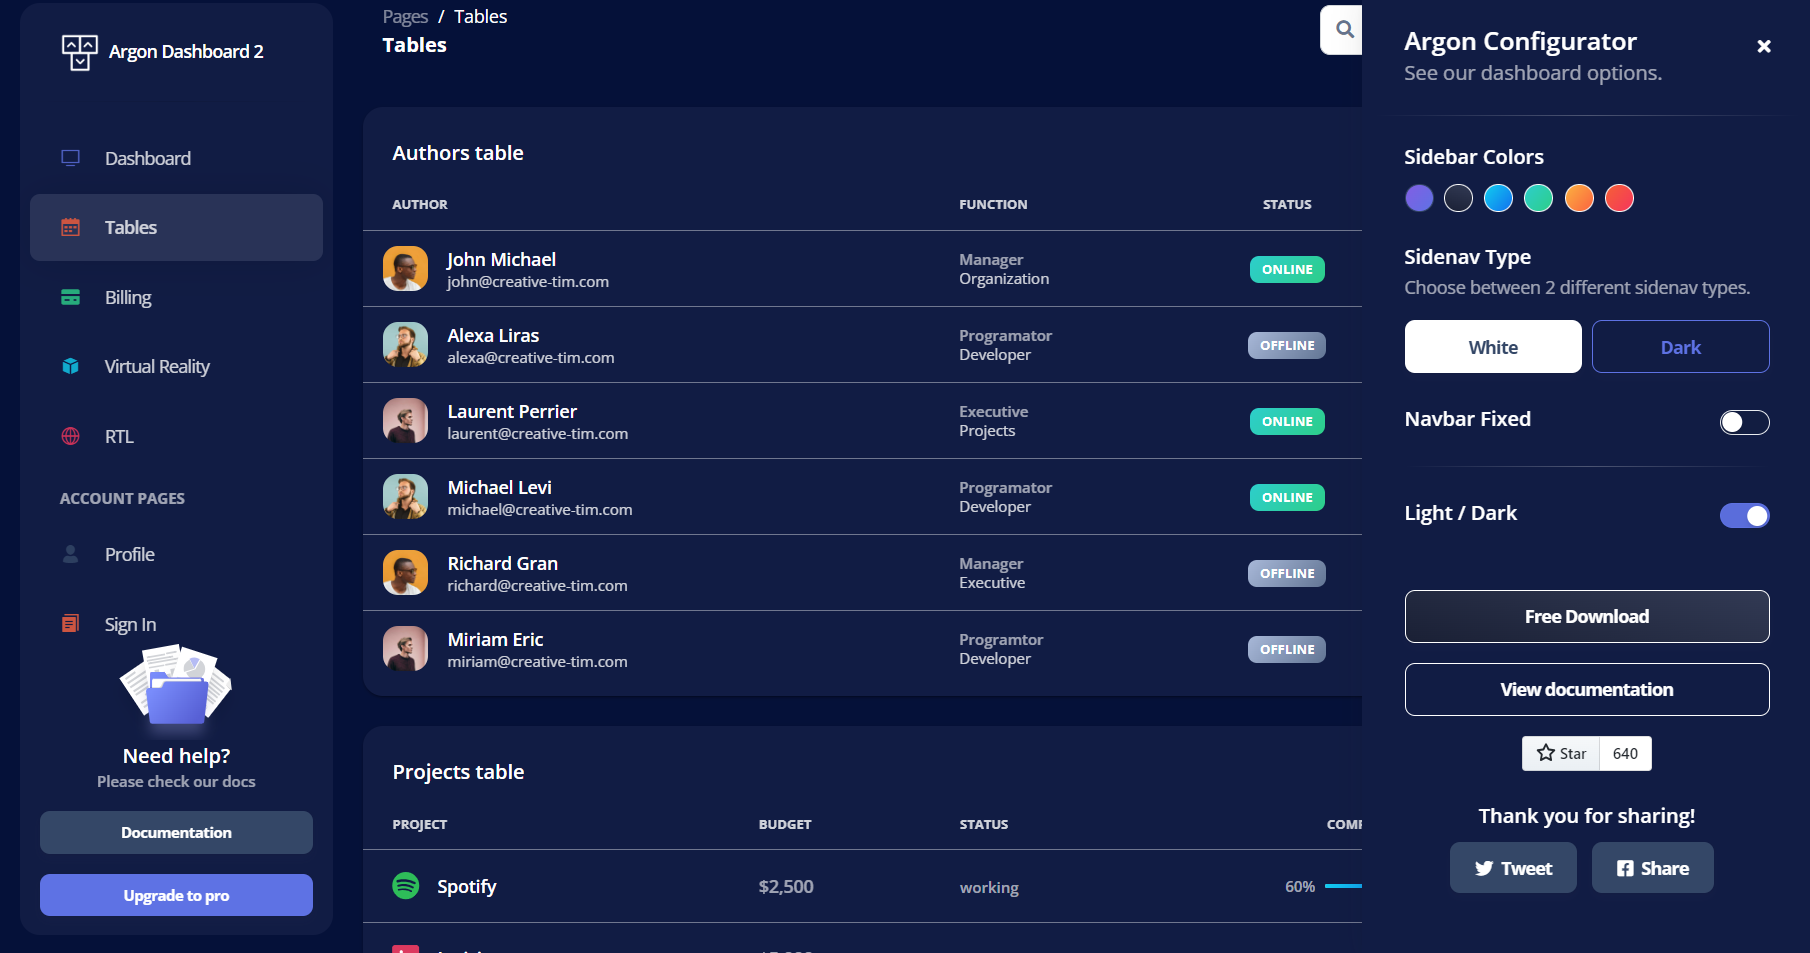 Argon Dashboard 2
Dashboard
Tables
Billing
Virtual Reality
RTL
ACCOUNT PAGES
Profile
Sign In
Need help?
Please check our docs
Documentation
Upgrade to pro
Pages / Tables
Tables
Authors table
AUTHOR FUNCTION STATUS
John Michael
john@creative-tim.com
Manager
Organization
ONLINE
Alexa Liras
alexa@creative-tim.com
Programator
Developer
OFFLINE
Laurent Perrier
laurent@creative-tim.com
Executive
Projects
ONLINE
Michael Levi
michael@creative-tim.com
Programator
Developer
ONLINE
Richard Gran
richard@creative-tim.com
Manager
Executive
OFFLINE
Miriam Eric
miriam@creative-tim.com
Programtor
Developer
OFFLINE
Projects table
PROJECT BUDGET STATUS
Spotify $2,500 working 60%
Argon Configurator
See our dashboard options.
Sidebar Colors
Sidenav Type
Choose between 2 different sidenav types.
White Dark
Navbar Fixed
Light / Dark
Free Download
View documentation
Star 640
Thank you for sharing!
Tweet Share